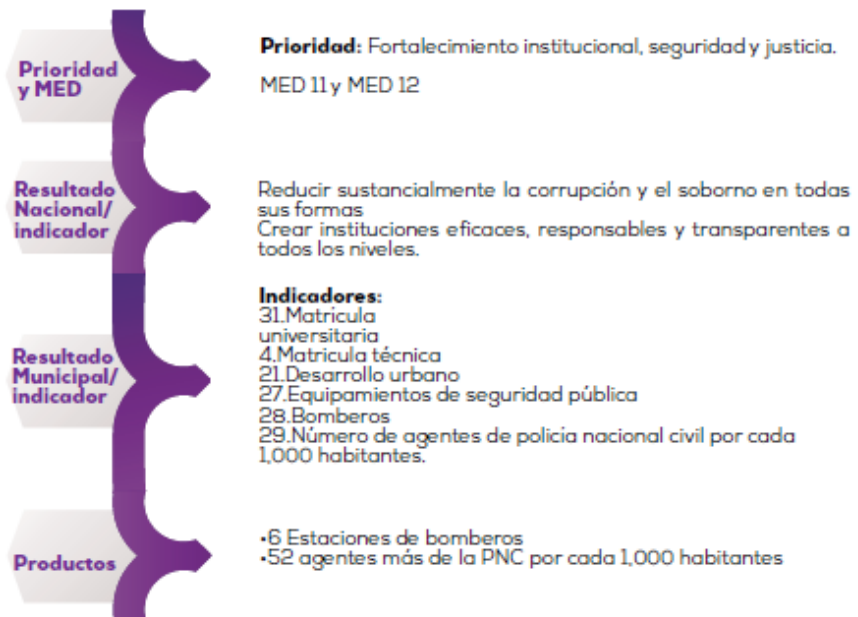 Prioridad
y MED
Prioridad: Fortalecimiento institucional, seguridad y justicia.
MED 11 y MED 12
Resultado
Nacional/
indicador
Reducir sustancialmente la corrupción y el soborno en todas
sus formas
Crear instituciones eficaces, responsables y transparentes a
todos los niveles.
Resultado
Municipal/
indicador
Indicadores:
31.Matricula
universitaria
4.Matricula técnica
21.Desarrollo urbano
27.Equipamientos de seguridad pública
28.Bomberos
29.Número de agentes de policía nacional civil por cada
1,000 habitantes.
Productos
•6 Estaciones de bomberos
•52 agentes más de la PNC por cada 1,000 habitantes